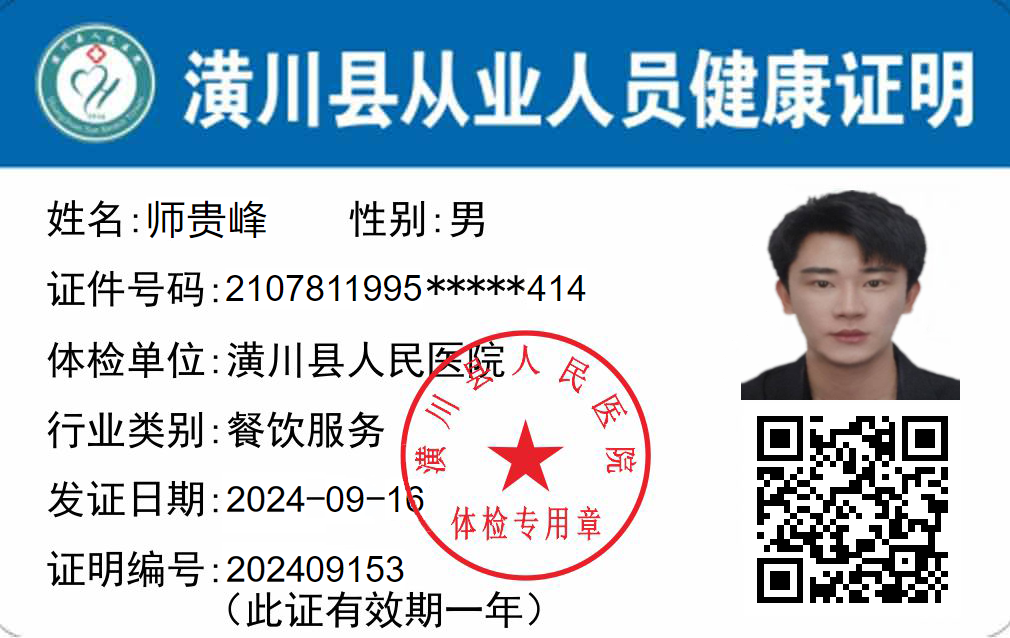 潢川县从业人员健康证明
姓名:师贵峰 性别:男
证件号码:2107811995*****414
体检单位:潢川县人民医院
行业类别:餐饮服务
发证日期:2024-09-16
证明编号:202409153
(此证有效期一年)
潢川县人民医院
体检专用章